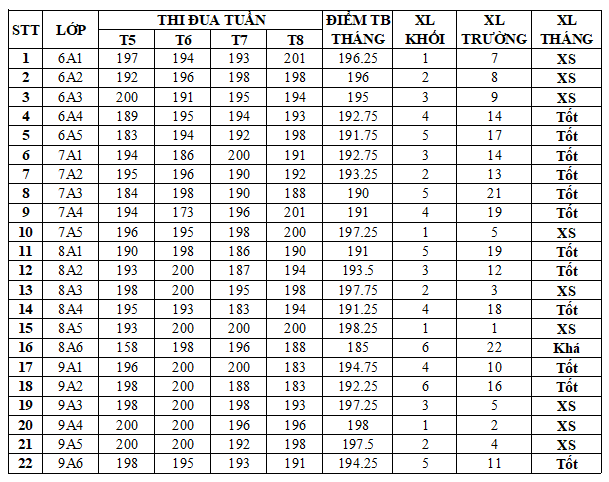 STT LỚP THI ĐUA TUẦN ĐIỂM TB THÁNG XL KHỐI XL TRƯỜNG XL THÁNG
T5 T6 T7 T8
1 6A1 197 194 193 201 196.25 1 7 XS
2 6A2 192 196 198 198 196 2 8 XS
3 6A3 200 191 195 194 195 3 9 XS
4 6A4 189 195 194 193 192.75 4 14 Tốt
5 6A5 183 194 192 198 191.75 5 17 Tốt
6 7A1 194 186 200 191 192.75 3 14 Tốt
7 7A2 195 196 190 192 193.25 2 13 Tốt
8 7A3 184 198 190 188 190 5 21 Tốt
9 7A4 194 173 196 201 191 4 19 Tốt
10 7A5 196 195 198 200 197.25 1 5 XS
11 8A1 190 198 186 190 191 5 19 Tốt
12 8A2 193 200 187 194 193.5 3 12 Tốt
13 8A3 198 200 195 198 197.75 2 3 XS
14 8A4 195 193 183 194 191.25 4 18 Tốt
15 8A5 193 200 200 200 198.25 1 1 XS
16 8A6 158 198 196 188 185 6 22 Khá
17 9A1 196 200 200 183 194.75 4 10 Tốt
18 9A2 198 200 188 183 192.25 6 16 Tốt
19 9A3 198 200 198 193 197.25 3 5 XS
20 9A4 200 200 196 196 198 1 2 XS
21 9A5 200 200 192 198 197.5 2 4 XS
22 9A6 198 195 193 191 194.25 5 11 Tốt